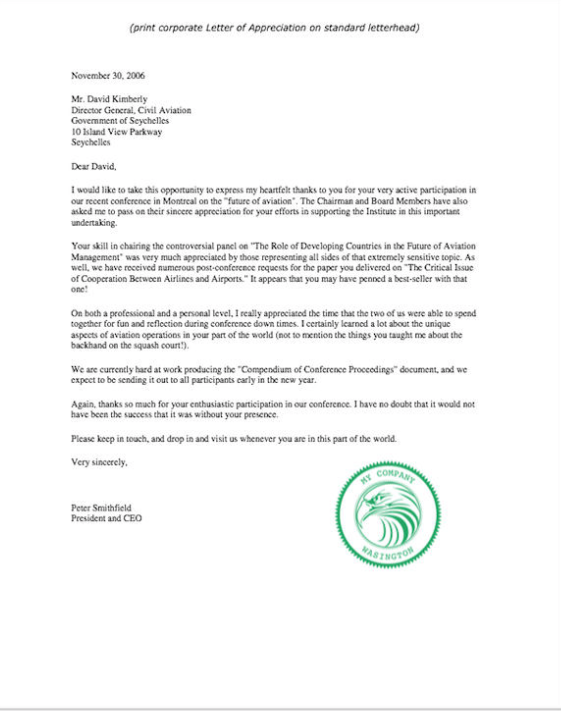 (print corporate Letter of Appreciation on standard letterhead)
November 30, 2006
Mr. David Kimberly
Director General, Civil Aviation
Government of Seychelles
10 Island View Parkway
Seychelles
Dear David,
I would like to take this opportunity to express my heartfelt thanks to you for your very active participation in
our recent conference in Montreal on the "future of aviation". The Chairman and Board Members have also
asked me to pass on their sincere appreciation for your efforts in supporting the Institute in this important
undertaking.
Your skill in chairing the controversial panel on "The Role of Developing Countries in the Future of Aviation
Management" was very much appreciated by those representing all sides of that extremely sensitive topic. As
well, we have received numerous post-conference requests for the paper you delivered on "The Critical Issue
of Cooperation Between Airlines and Airports." It appears that you may have penned a best-seller with that
one!
On both a professional and a personal level, I really appreciated the time that the two of us were able to spend
together for fun and reflection during conference down times. I certainly learned a lot about the unique
aspects of aviation operations in your part of the world (not to mention the things you taught me about the
backhand on the squash court!).
We are currently hard at work producing the "Compendium of Conference Proceedings" document, and we
expect to be sending it out to all participants early in the new year.
Again, thanks so much for your enthusiastic participation in our conference. I have no doubt that it would not
have been the success that it was without your presence.
Please keep in touch, and drop in and visit us whenever you are in this part of the world.
Very sincerely,
Peter Smithfield
President and CEO
MY COMPANY
WASINGTON